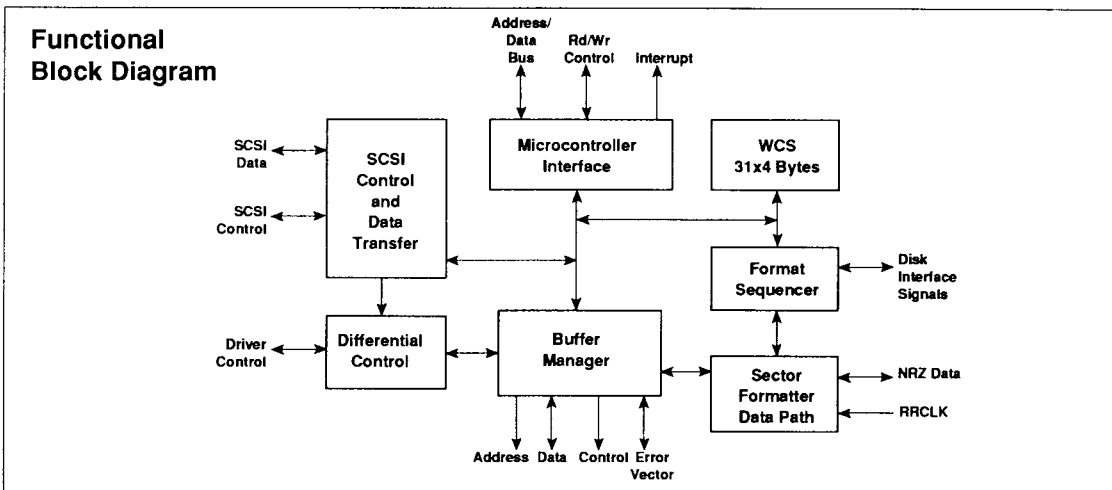 Functional
Block Diagram
Address/
Data
Bus
Rd/Wr
Control
Interrupt
SCSI
Data
SCSI
Control
SCSI
Control
and
Data
Transfer
Microcontroller
Interface
WCS
31x4 Bytes
Format
Sequencer
Disk
Interface
Signals
Driver
Control
Differential
Control
Buffer
Manager
Sector
Formatter
Data Path
NRZ Data
RRCLK
Address
Data
Control
Error
Vector